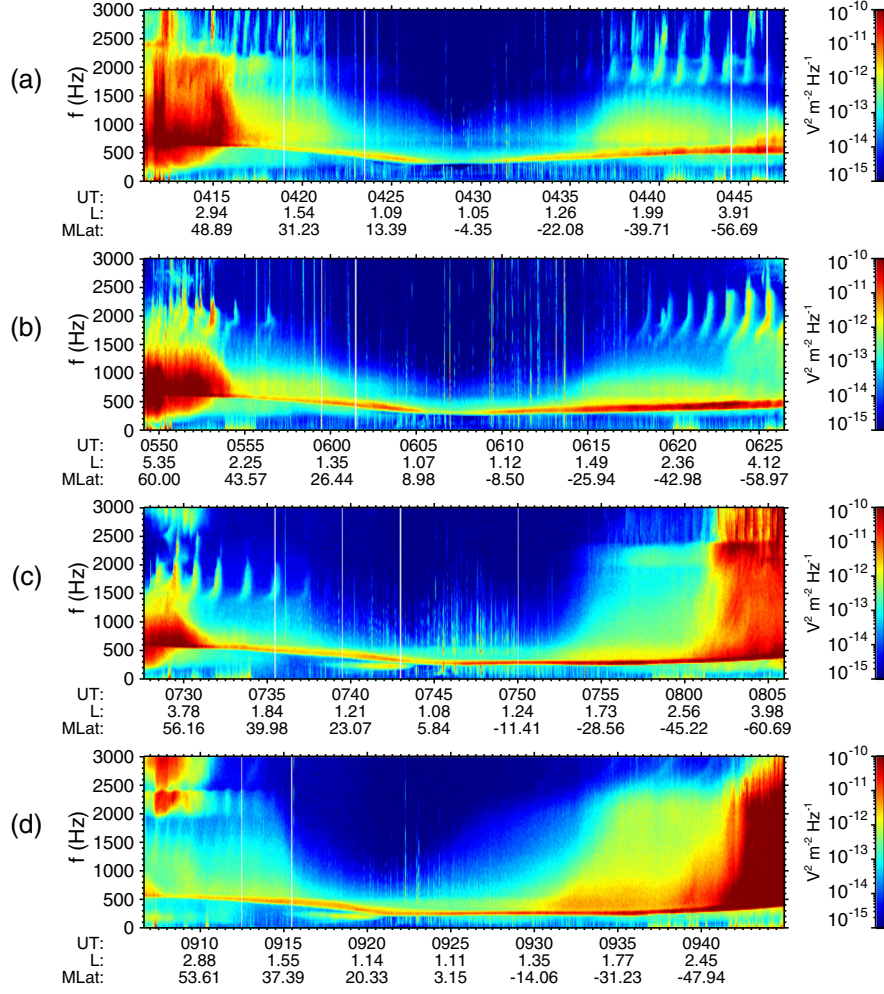 (a)
f (Hz)
3000
2500
2000
1500
1000
500
0
10⁻¹⁰
10⁻¹¹
10⁻¹²
10⁻¹³
10⁻¹⁴
10⁻¹⁵
V² m⁻² Hz⁻¹
UT: 0415 0420 0425 0430 0435 0440 0445
L: 2.94 1.54 1.09 1.05 1.26 1.99 3.91
MLat: 48.89 31.23 13.39 -4.35 -22.08 -39.71 -56.69
(b)
f (Hz)
3000
2500
2000
1500
1000
500
0
10⁻¹⁰
10⁻¹¹
10⁻¹²
10⁻¹³
10⁻¹⁴
10⁻¹⁵
V² m⁻² Hz⁻¹
UT: 0550 0555 0600 0605 0610 0615 0620 0625
L: 5.35 2.25 1.35 1.07 1.12 1.49 2.36 4.12
MLat: 60.00 43.57 26.44 8.98 -8.50 -25.94 -42.98 -58.97
(c)
f (Hz)
3000
2500
2000
1500
1000
500
0
10⁻¹⁰
10⁻¹¹
10⁻¹²
10⁻¹³
10⁻¹⁴
10⁻¹⁵
V² m⁻² Hz⁻¹
UT: 0730 0735 0740 0745 0750 0755 0800 0805
L: 3.78 1.84 1.21 1.08 1.24 1.73 2.56 3.98
MLat: 56.16 39.98 23.07 5.84 -11.41 -28.56 -45.22 -60.69
(d)
f (Hz)
3000
2500
2000
1500
1000
500
0
10⁻¹⁰
10⁻¹¹
10⁻¹²
10⁻¹³
10⁻¹⁴
10⁻¹⁵
V² m⁻² Hz⁻¹
UT: 0910 0915 0920 0925 0930 0935 0940
L: 2.88 1.55 1.14 1.11 1.35 1.77 2.45
MLat: 53.61 37.39 20.33 3.15 -14.06 -31.23 -47.94